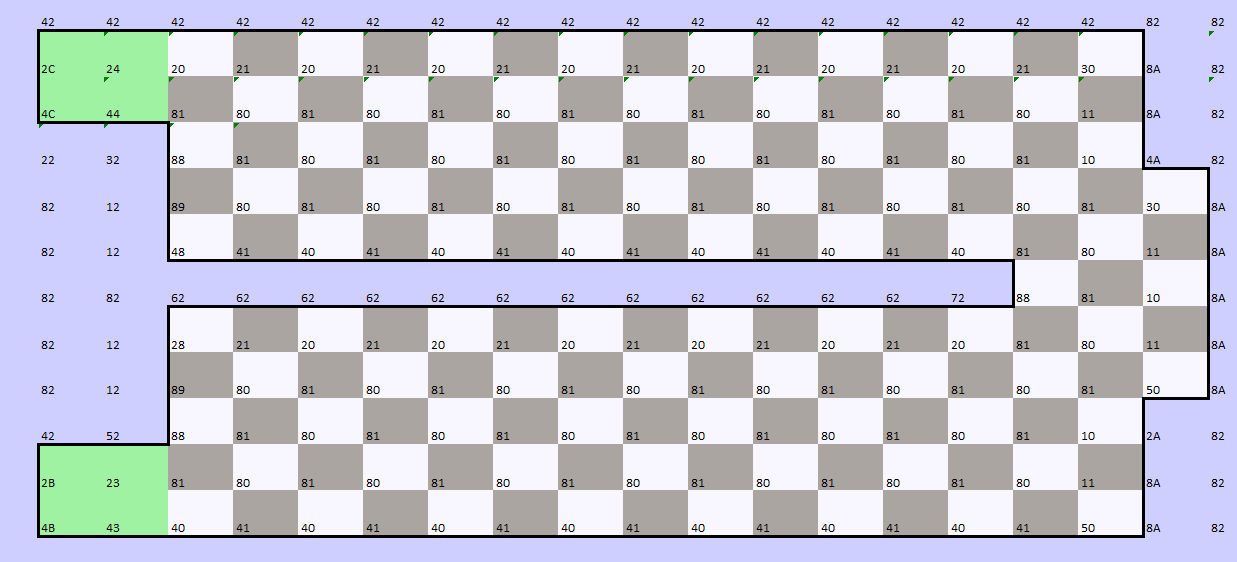 42 42 42 42 42 42 42 42 42 42 42 42 42 42 42 42 42 82 82
2C 24 20 21 20 21 20 21 20 21 20 21 20 21 20 21 30 8A 82
4C 44 81 80 81 80 81 80 81 80 81 80 81 80 81 80 11 8A 82
22 32 88 81 80 81 80 81 80 81 80 81 80 81 80 81 10 4A 82
82 12 89 80 81 80 81 80 81 80 81 80 81 80 81 80 81 30 8A
82 12 48 41 40 41 40 41 40 41 40 41 40 41 40 81 80 11 8A
82 82 62 62 62 62 62 62 62 62 62 62 62 62 72 88 81 10 8A
82 12 28 21 20 21 20 21 20 21 20 21 20 21 20 81 80 11 8A
82 12 89 80 81 80 81 80 81 80 81 80 81 80 81 80 81 50 8A
42 52 88 81 80 81 80 81 80 81 80 81 80 81 80 81 10 2A 82
2B 23 81 80 81 80 81 80 81 80 81 80 81 80 81 80 11 8A 82
4B 43 40 41 40 41 40 41 40 41 40 41 40 41 40 41 50 8A 82